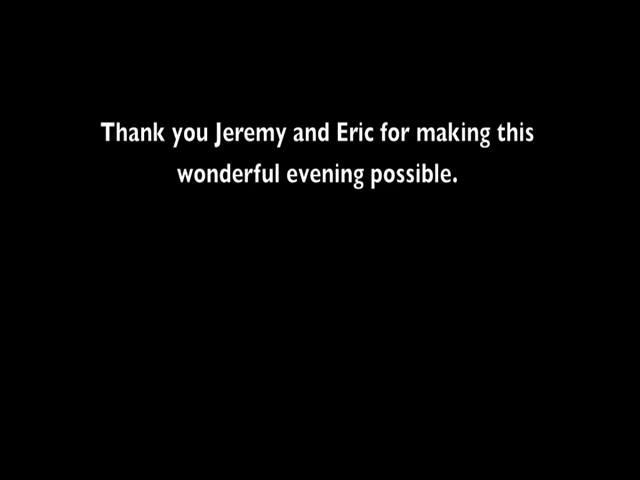 Thank you Jeremy and Eric for making this
wonderful evening possible.